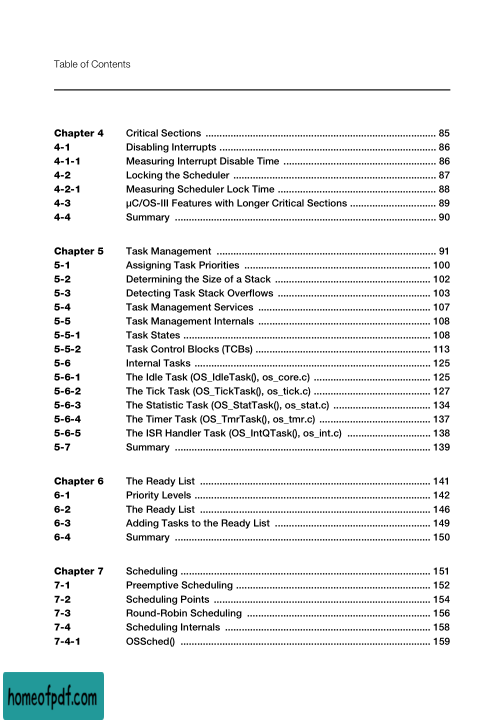 Table of Contents
Chapter 4 Critical Sections ................................................................................... 85
4-1 Disabling Interrupts .............................................................................. 86
4-1-1 Measuring Interrupt Disable Time ....................................................... 86
4-2 Locking the Scheduler ......................................................................... 87
4-2-1 Measuring Scheduler Lock Time ......................................................... 88
4-3 µC/OS-III Features with Longer Critical Sections ............................... 89
4-4 Summary .............................................................................................. 90
Chapter 5 Task Management ............................................................................... 91
5-1 Assigning Task Priorities ................................................................... 100
5-2 Determining the Size of a Stack ........................................................ 102
5-3 Detecting Task Stack Overflows ....................................................... 103
5-4 Task Management Services .............................................................. 107
5-5 Task Management Internals .............................................................. 108
5-5-1 Task States ......................................................................................... 108
5-5-2 Task Control Blocks (TCBs) ............................................................... 113
5-6 Internal Tasks ..................................................................................... 125
5-6-1 The Idle Task (OS_IdleTask(), os_core.c) .......................................... 125
5-6-2 The Tick Task (OS_TickTask(), os_tick.c) .......................................... 127
5-6-3 The Statistic Task (OS_StatTask(), os_stat.c) ................................... 134
5-6-4 The Timer Task (OS_TmrTask(), os_tmr.c) ........................................ 137
5-6-5 The ISR Handler Task (OS_IntQTask(), os_int.c) .............................. 138
5-7 Summary ............................................................................................ 139
Chapter 6 The Ready List ................................................................................... 141
6-1 Priority Levels ..................................................................................... 142
6-2 The Ready List ................................................................................... 146
6-3 Adding Tasks to the Ready List ........................................................ 149
6-4 Summary ............................................................................................ 150
Chapter 7 Scheduling .......................................................................................... 151
7-1 Preemptive Scheduling ...................................................................... 152
7-2 Scheduling Points .............................................................................. 154
7-3 Round-Robin Scheduling .................................................................. 156
7-4 Scheduling Internals .......................................................................... 158
7-4-1 OSSched() .......................................................................................... 159
homeofpdf.com